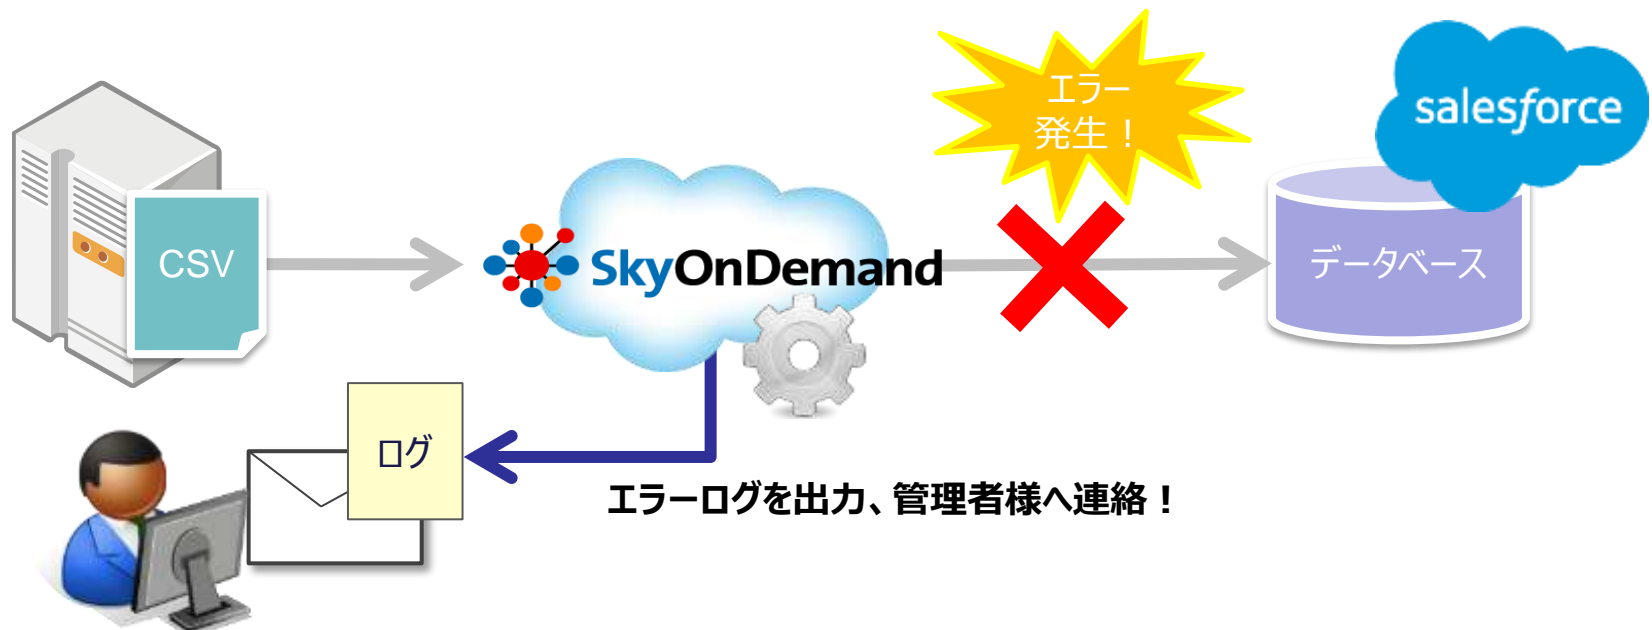 エラー
発生！
salesforce
CSV
SkyOnDemand
データベース
ログ
エラーログを出力、管理者様へ連絡！